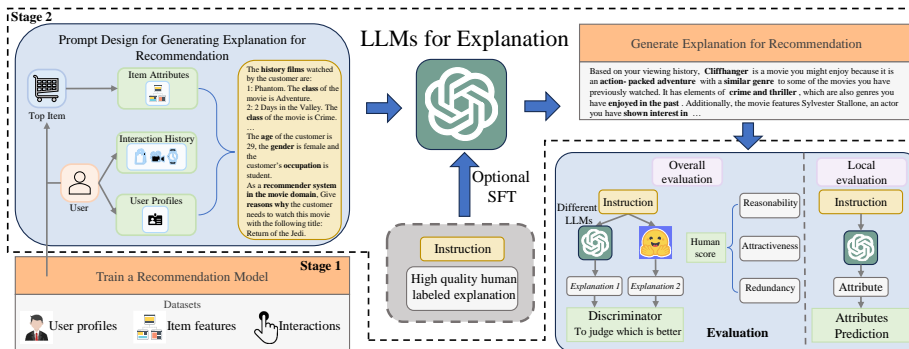 Stage 2
Prompt Design for Generating Explanation for
Recommendation
Top Item
User
Item Attributes
Interaction History
User Profiles
The history films watched
by the customer are:
1: Phantom. The class of the
movie is Adventure.
2: 2 Days in the Valley. The
class of the movie is Crime.
....
The age of the customer is
29, the gender is female and
the
customer's occupation is
student.
As a recommender system
in the movie domain, Give
reasons why the customer
needs to watch this movie
with the following title:
Return of the Jedi.
LLMs for Explanation
Optional
SFT
Instruction
High quality human
labeled explanation
Generate Explanation for Recommendation
Based on your viewing history, Cliffhanger is a movie you might enjoy because it is
an action- packed adventure with a similar genre to some of the movies you have
previously watched. It has elements of crime and thriller , which are also genres you
have enjoyed in the past . Additionally, the movie features Sylvester Stallone, an actor
you have shown interest in ...
Stage 1
Train a Recommendation Model
Datasets
User profiles
Item features
Interactions
Overall
evaluation
Instruction
Different
LLMs
Explanation 1
Explanation 2
Discriminator
To judge which is better
Human
score
Reasonability
Attractiveness
Redundancy
Evaluation
Local
evaluation
Instruction
Attribute
Attributes
Prediction